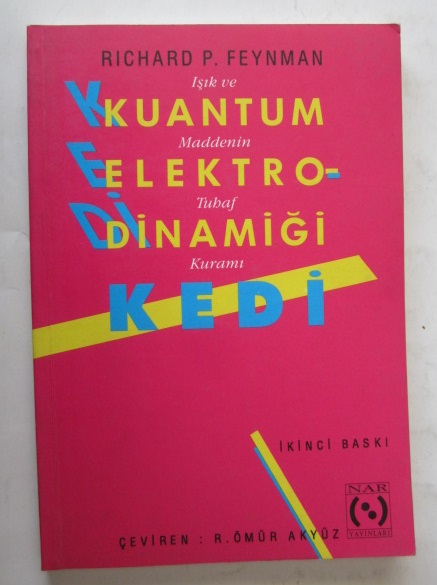 RICHARD P. FEYNMAN
Işık ve
KUANTUM
Maddenin
ELEKTRO-
Tuhaf
DİNAMİĞİ
Kuramı
KEDİ
KEDİ
İKİNCİ BASKI
NAR
YAYINLARI
ÇEVİREN : R.ÖMÜR AKYÜZ